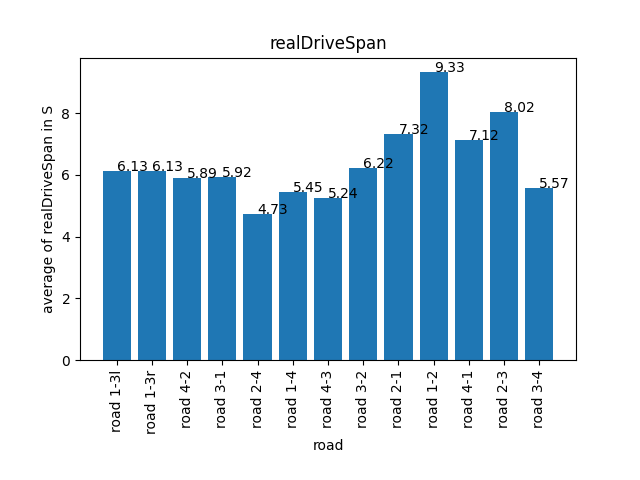 realDriveSpan
average of realDriveSpan in S
8
6
4
2
0
6.13 6.13 5.89 5.92 4.73 5.45 5.24 6.22 7.32 9.33 7.12 8.02 5.57
road 1-3l road 1-3r road 4-2 road 3-1 road 2-4 road 1-4 road 4-3 road 3-2 road 2-1 road 1-2 road 4-1 road 2-3 road 3-4
road